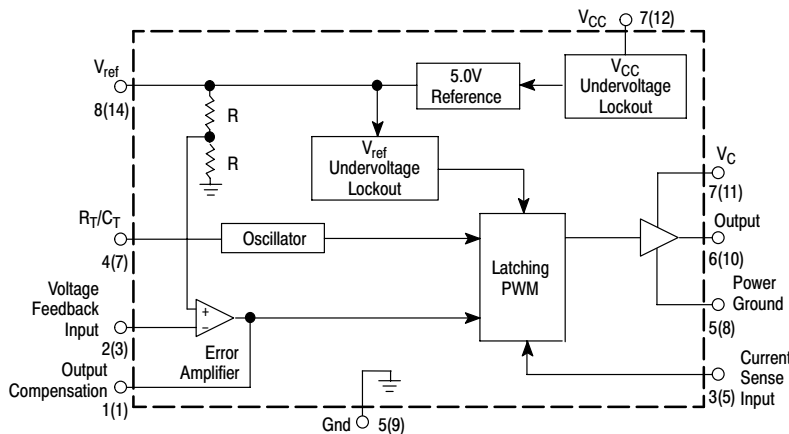 V_CC 7(12)
V_ref
8(14)
R
R
5.0V
Reference
V_CC
Undervoltage
Lockout
V_ref
Undervoltage
Lockout
V_C
7(11)
R_T/C_T
4(7)
Oscillator
Latching
PWM
Output
6(10)
Voltage
Feedback
Input
2(3)
+
−
Error
Amplifier
Power
Ground
5(8)
Output
Compensation
1(1)
Gnd 5(9)
Current
Sense
Input
3(5)